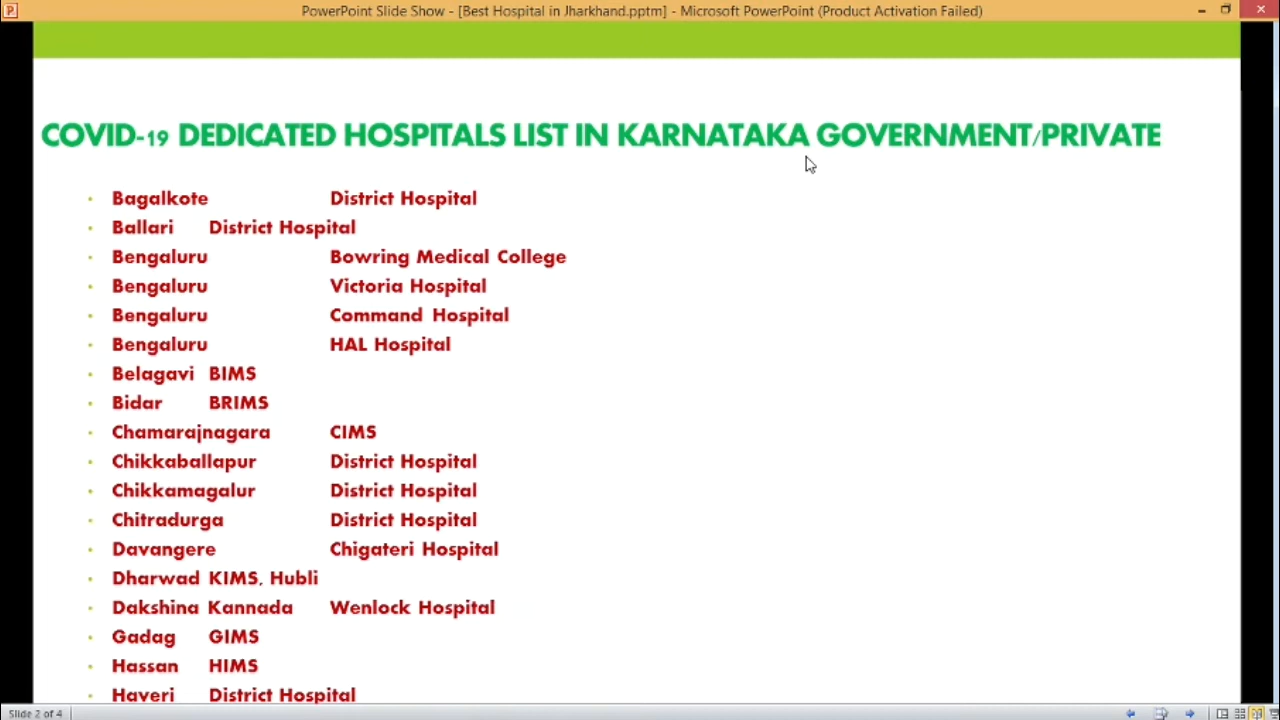 PowerPoint Slide Show - [Best Hospital in Jharkhand.pptm] - Microsoft PowerPoint (Product Activation Failed)
COVID-19 DEDICATED HOSPITALS LIST IN KARNATAKA GOVERNMENT/PRIVATE
• Bagalkote District Hospital
• Ballari District Hospital
• Bengaluru Bowring Medical College
• Bengaluru Victoria Hospital
• Bengaluru Command Hospital
• Bengaluru HAL Hospital
• Belagavi BIMS
• Bidar BRIMS
• Chamarajnagara CIMS
• Chikkaballapur District Hospital
• Chikkamagalur District Hospital
• Chitradurga District Hospital
• Davangere Chigateri Hospital
• Dharwad KIMS, Hubli
• Dakshina Kannada Wenlock Hospital
• Gadag GIMS
• Hassan HIMS
• Haveri District Hospital
Slide 2 of 4